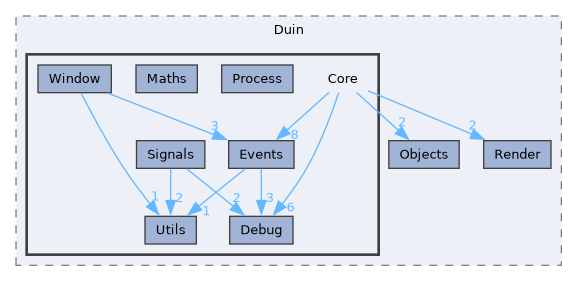 Duin
Window
Maths
Process
Core
3
8
2
2
Signals
Events
Objects
Render
1
2
1
2
3
6
Utils
Debug